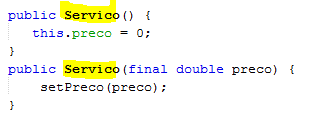 public Servico() {
this.preco = 0;
}
public Servico(final double preco) {
setPreco(preco);
}